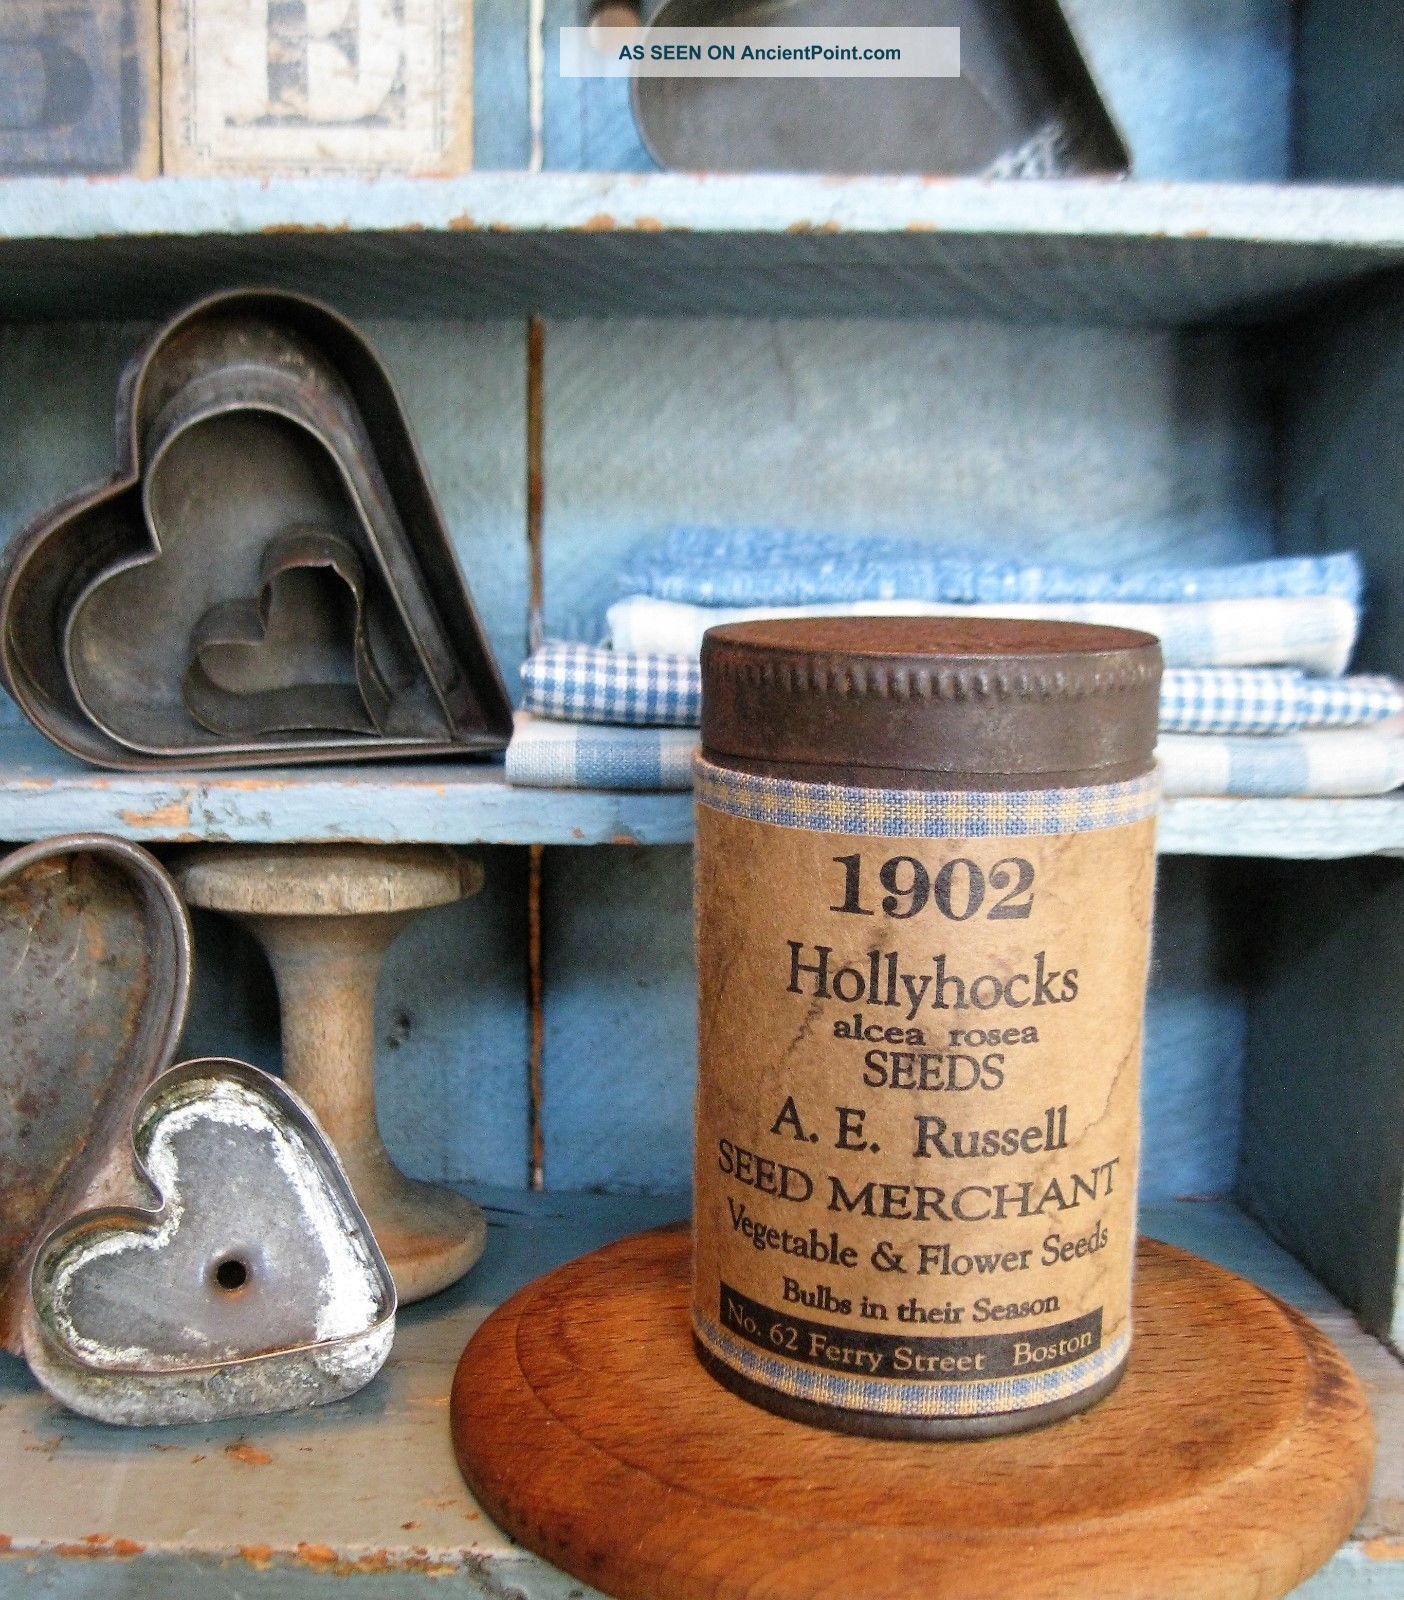 AS SEEN ON AncientPoint.com
E
1902
Hollyhocks
alcea rosea
SEEDS
A. E. Russell
SEED MERCHANT
Vegetable & Flower Seeds
Bulbs in their Season
No. 62 Ferry Street Boston